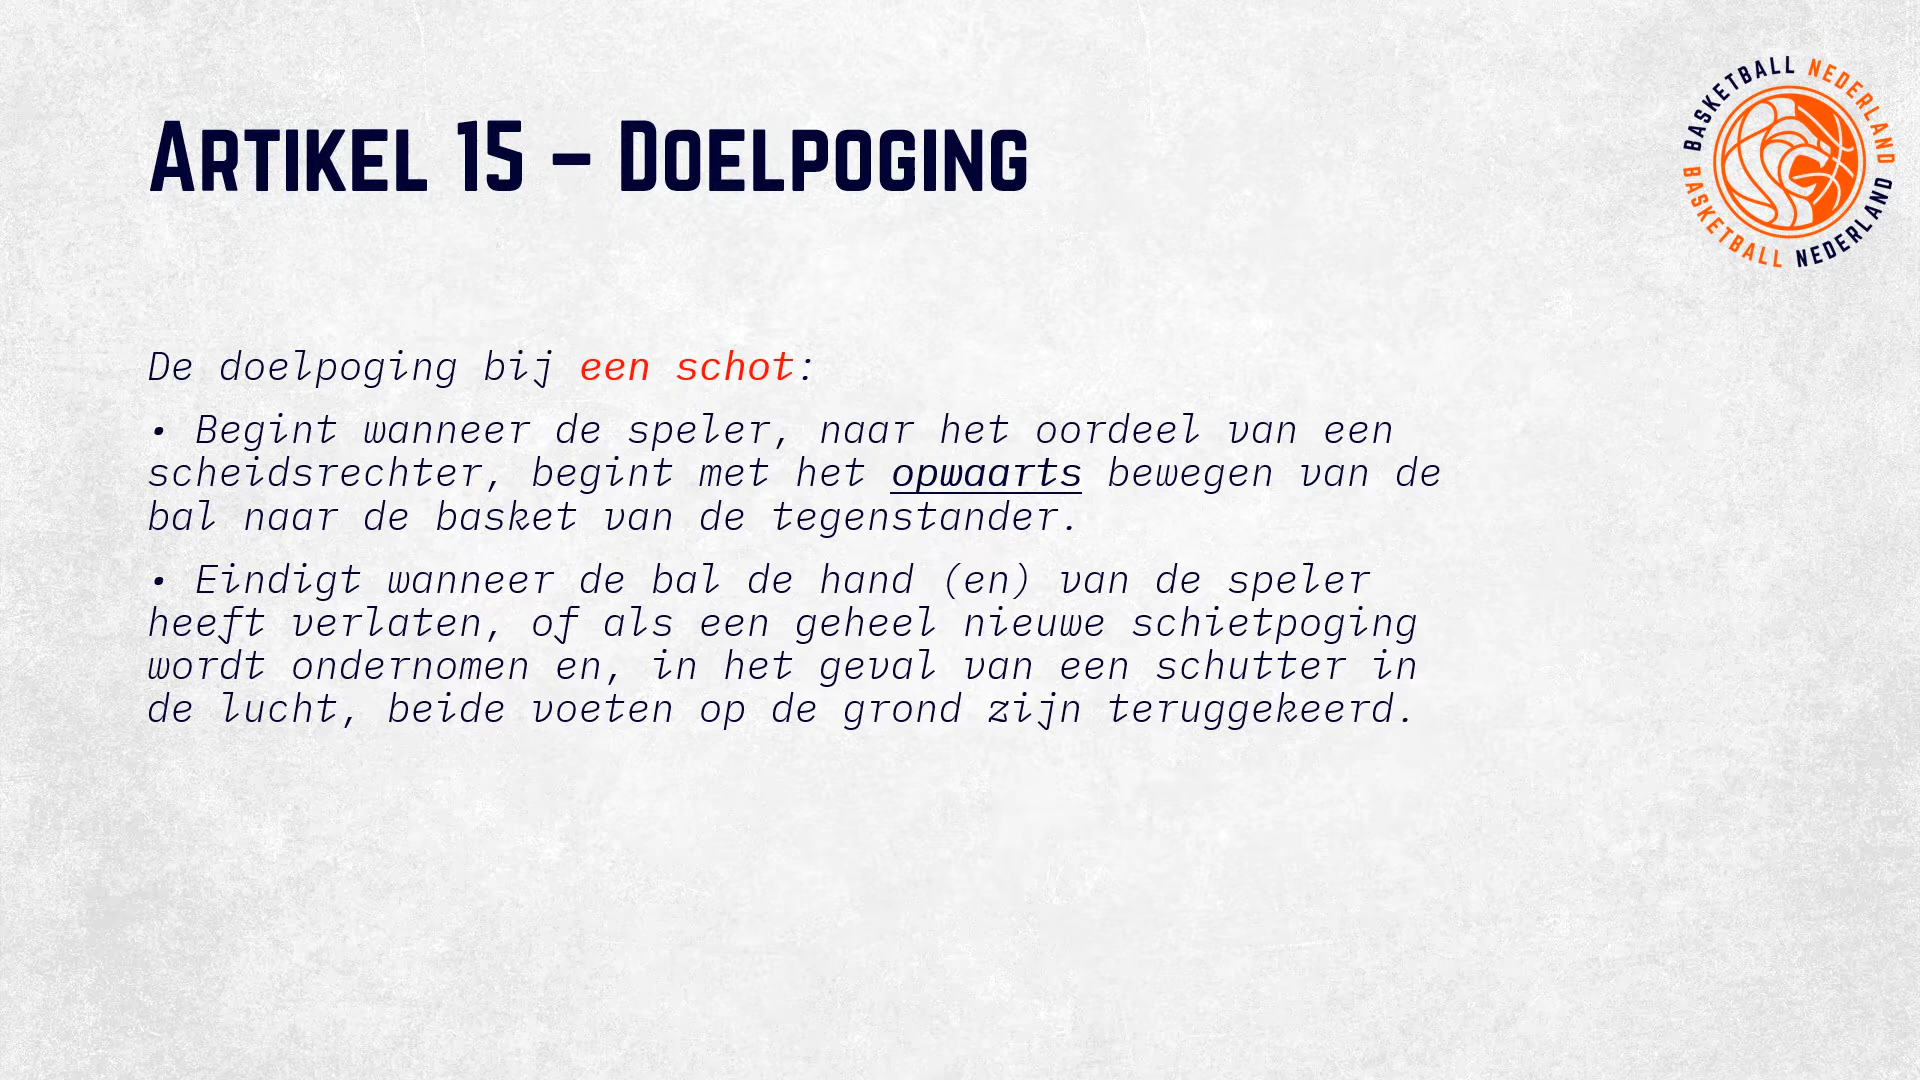 Artikel 15 – Doelpoging
BASKETBALL NEDERLAND
BASKETBALL NEDERLAND
De doelpoging bij een schot:
• Begint wanneer de speler, naar het oordeel van een
scheidsrechter, begint met het opwaarts bewegen van de
bal naar de basket van de tegenstander.
• Eindigt wanneer de bal de hand (en) van de speler
heeft verlaten, of als een geheel nieuwe schietpoging
wordt ondernomen en, in het geval van een schutter in
de lucht, beide voeten op de grond zijn teruggekeerd.